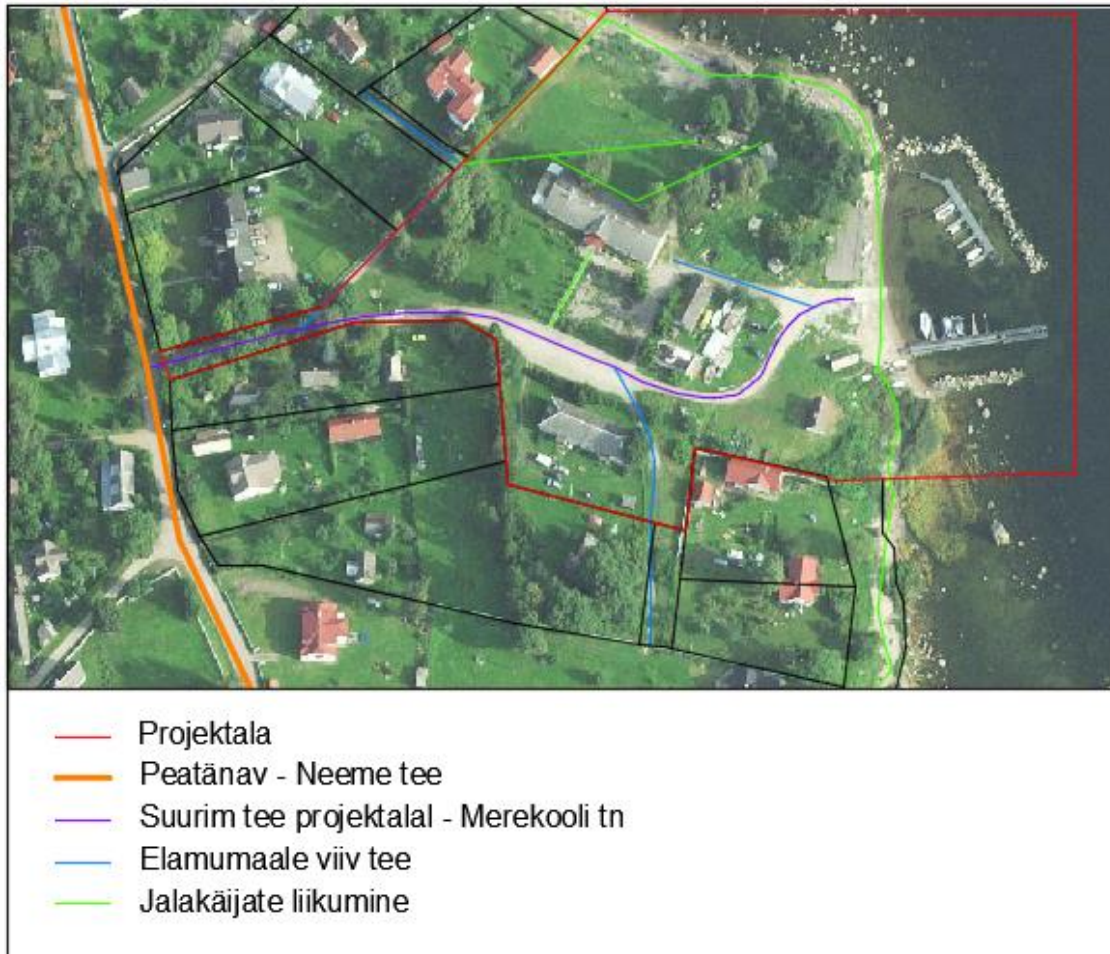 Projektala
Peatänav - Neeme tee
Suurim tee projektalal - Merekooli tn
Elamumaale viiv tee
Jalakäijate liikumine